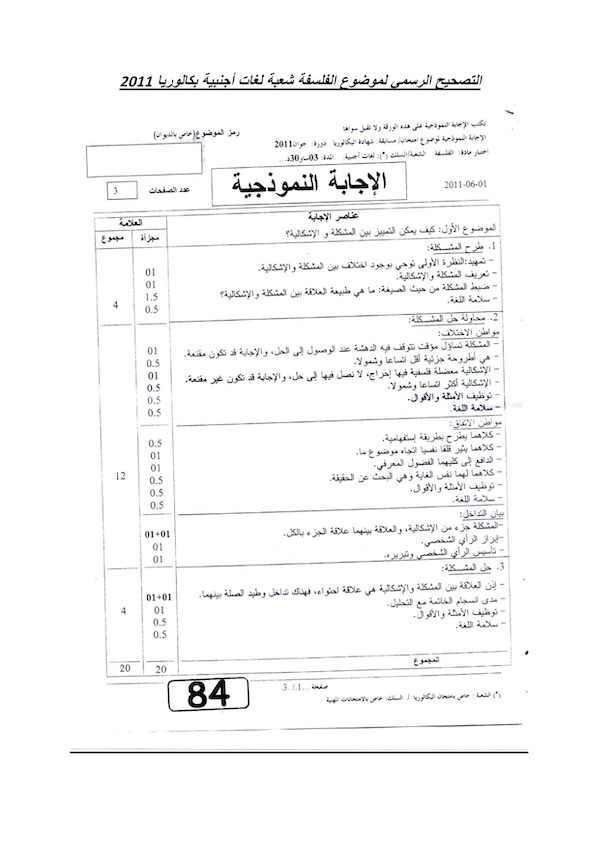 التصحيح الرسمي لموضوع الفلسفة شعبة لغات أجنبية بكالوريا 2011
تكتب الإجابة النموذجية على هذه الورقة ولا تقبل سواها
رمز الموضوع(خاص بالديوان)
الإجابة النموذجية لموضوع امتحان/ مسابقة: شهادة البكالوريا دورة: جوان2011
اختبار مادة: الفلسفة الشعبة/السلك(*): لغات أجنبية. المدة: 03سا و30د.
عدد الصفحات 3
الإجابة النموذجية
2011-06-01
عناصر الإجابة العلامة
مجزأة مجموع
الموضوع الأول: كيف يمكن التمييز بين المشكلة و الإشكالية؟
1. طرح المشــكلة:
- تمهيد:النظرة الأولى توحي بوجود اختلاف بين المشكلة والإشكالية. 01
- تعريف المشكلة والإشكالية. 01
- ضبط المشكلة من حيث الصيغة: ما هي طبيعة العلاقة بين المشكلة والإشكالية؟ 1.5
- سلامة اللغة. 0.5
4
2. محاولة حل المشــكلة:
مواطن الاختلاف:
- المشكلة تساؤل مؤقت تتوقف فيه الدهشة عند الوصول إلى الحل، والإجابة قد تكون مقنعة. 01
- هي أطروحة جزئية أقل اتساعا وشمولا. 0.5
- الإشكالية معضلة فلسفية فيها إحراج، لا نصل فيها إلى حل، والإجابة قد تكون غير مقنعة. 01
- الإشكالية أكثر اتساعا وشمولا. 0.5
- توظيف الأمثلة والأقوال. 0.5
- سلامة اللغة. 0.5
مواطن الاتفاق:
- كلاهما يطرح بطريقة إستفهامية. 0.5
- كلاهما يثير قلقا نفسيا اتجاه موضوع ما. 01
- الدافع إلى كليهما الفضول المعرفي. 01
- كلاهما لهما نفس الغاية وهي البحث عن الحقيقة. 0.5
- توظيف الأمثلة والأقوال. 0.5
- سلامة اللغة. 0.5
12
بيان التداخل:
-المشكلة جزء من الإشكالية، والعلاقة بينهما علاقة الجزء بالكل. 01+01
-إبراز الرأي الشخصي. 01
- تأسيس الرأي الشخصي وتبريره. 01
3. حل المشــكلة:
- إذن العلاقة بين المشكلة والإشكالية هي علاقة احتواء، فهناك تداخل وطيد الصلة بينهما. 01+01
- مدى انسجام الخاتمة مع التحليل. 01
- توظيف الأمثلة والأقوال. 0.5
- سلامة اللغة. 0.5
4
المجموع 20 20
صفحة ...1./.3.
84
(*) الشعبة : خاص بامتحان البكالوريا / السلك: خاص بالامتحانات المهنية